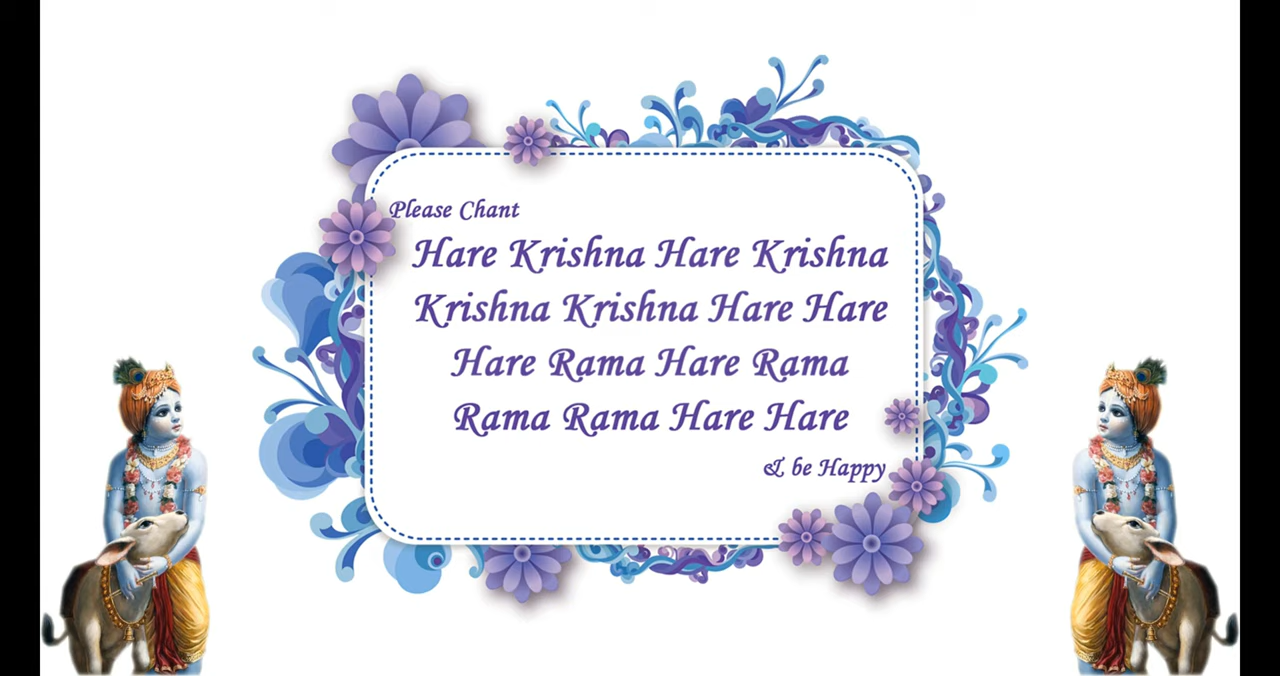 Please Chant
Hare Krishna Hare Krishna
Krishna Krishna Hare Hare
Hare Rama Hare Rama
Rama Rama Hare Hare
& be Happy